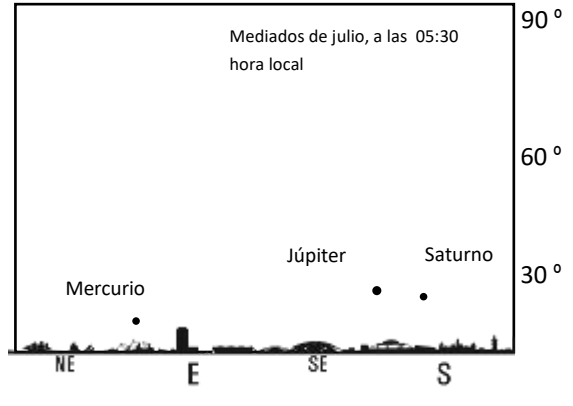 90 º
Mediados de julio, a las 05:30
hora local
60 º
Júpiter
Saturno
30 º
Mercurio
NE
E
SE
S